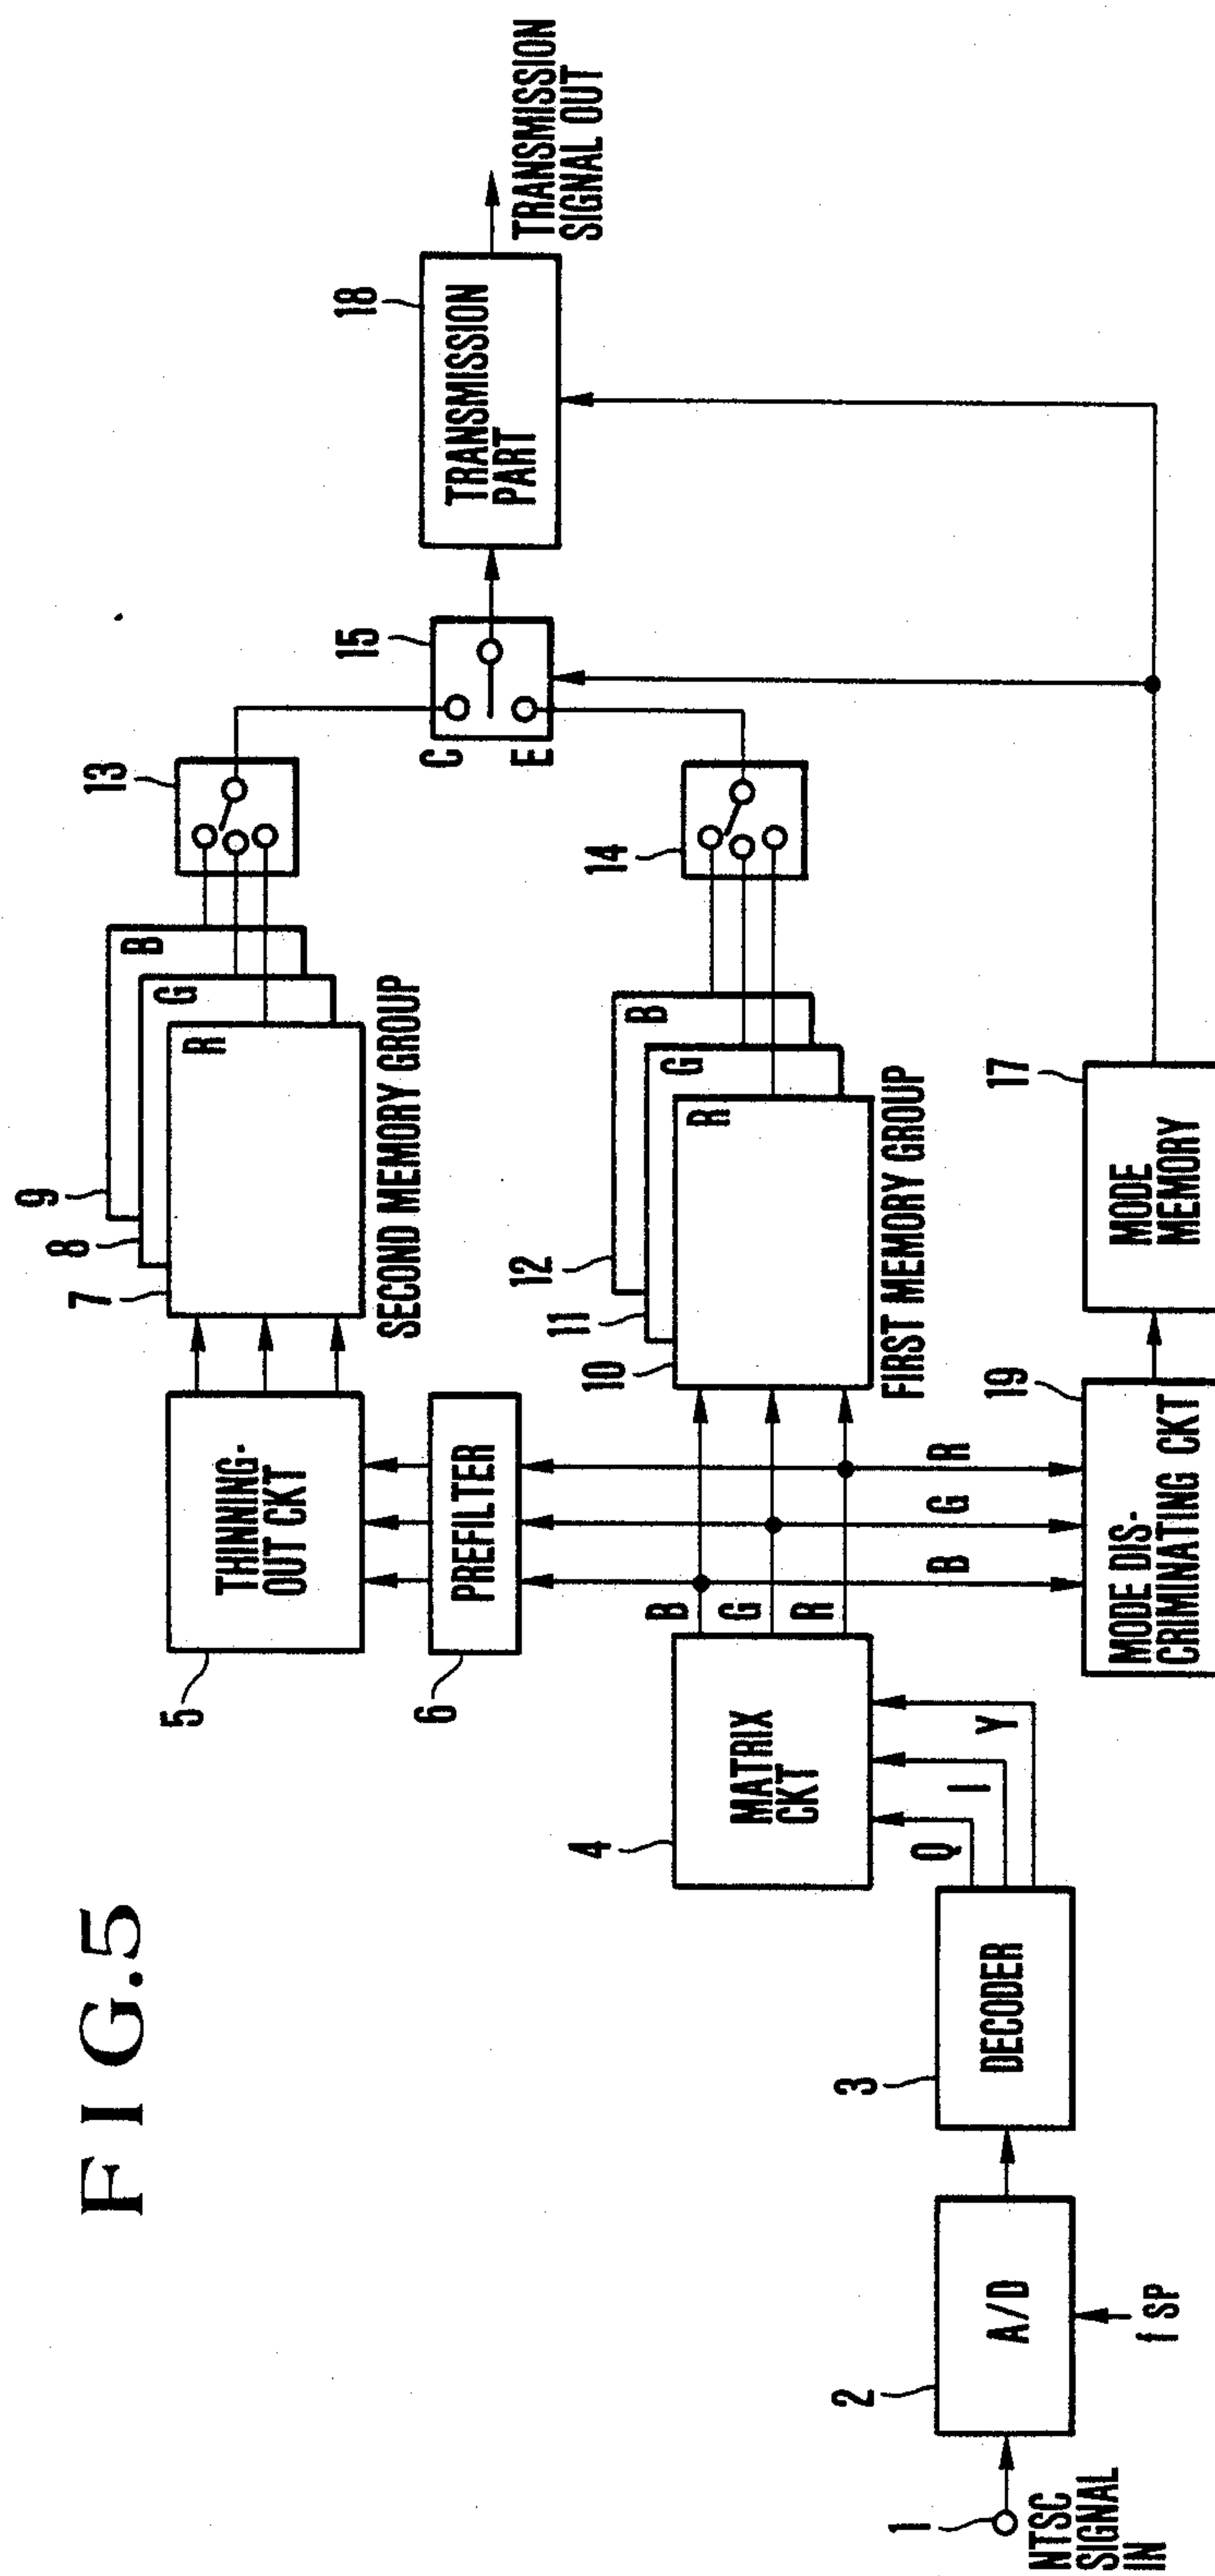 FIG.5
1
NTSC
SIGNAL
IN
2
A/D
f SP
3
DECODER
Q
I
Y
4
MATRIX
CKT
B
G
R
B
G
R
5
THINNING-
OUT CKT
6
PREFILTER
7
8
9
R
G
B
SECOND MEMORY GROUP
10
11
12
R
G
B
FIRST MEMORY GROUP
19
MODE DIS-
CRIMINATING CKT
17
MODE
MEMORY
13
14
15
C
E
18
TRANSMISSION
PART
TRANSMISSION
SIGNAL OUT